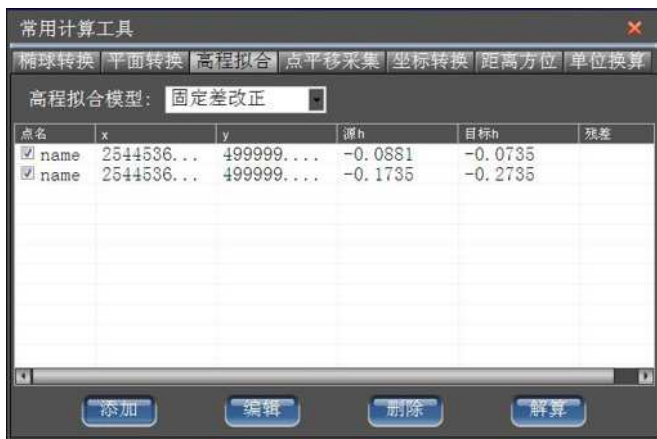 常用计算工具
椭球转换 平面转换 高程拟合 点平移采集 坐标转换 距离方位 单位换算
高程拟合模型: 固定差改正
点名 x y 源h 目标h 残差
name 2544536... 499999.... -0.0881 -0.0735
name 2544536... 499999.... -0.1735 -0.2735
添加 编辑 删除 解算